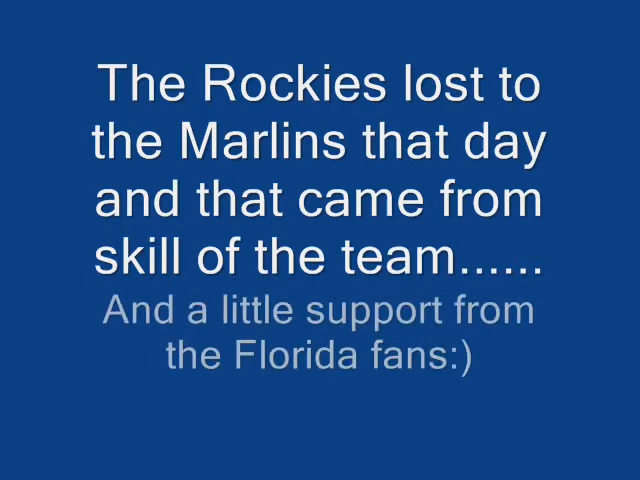 The Rockies lost to
the Marlins that day
and that came from
skill of the team......
And a little support from
the Florida fans:)